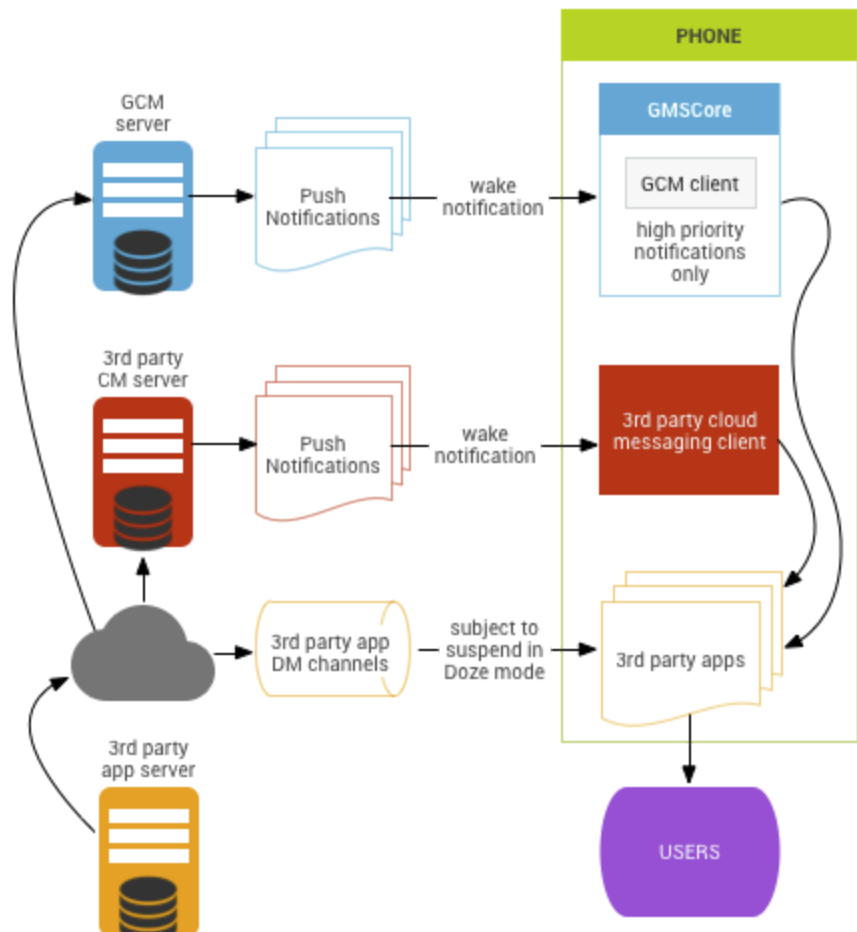 PHONE
GCM
server
Push
Notifications
wake
notification
GMSCore
GCM client
high priority
notifications
only
3rd party
CM server
Push
Notifications
wake
notification
3rd party cloud
messaging client
3rd party app
DM channels
subject to
suspend in
Doze mode
3rd party apps
3rd party
app server
USERS